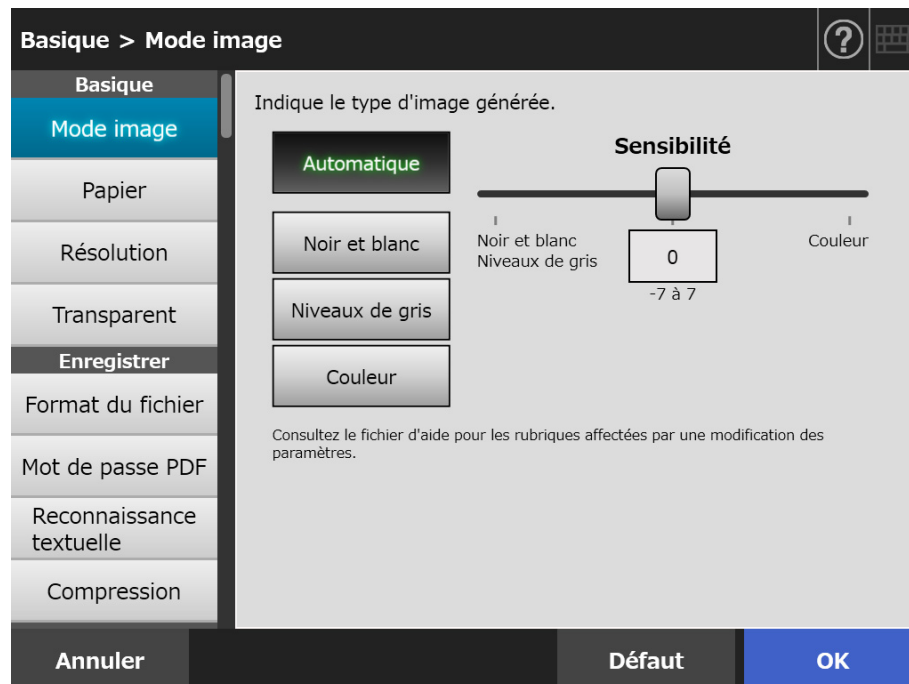 Basique > Mode image
?
Basique
Mode image
Papier
Résolution
Transparent
Enregistrer
Format du fichier
Mot de passe PDF
Reconnaissance
textuelle
Compression
Indique le type d'image générée.
Automatique
Noir et blanc
Niveaux de gris
Couleur
Sensibilité
Noir et blanc
Niveaux de gris
0
-7 à 7
Couleur
Consultez le fichier d'aide pour les rubriques affectées par une modification des
paramètres.
Annuler
Défaut
OK